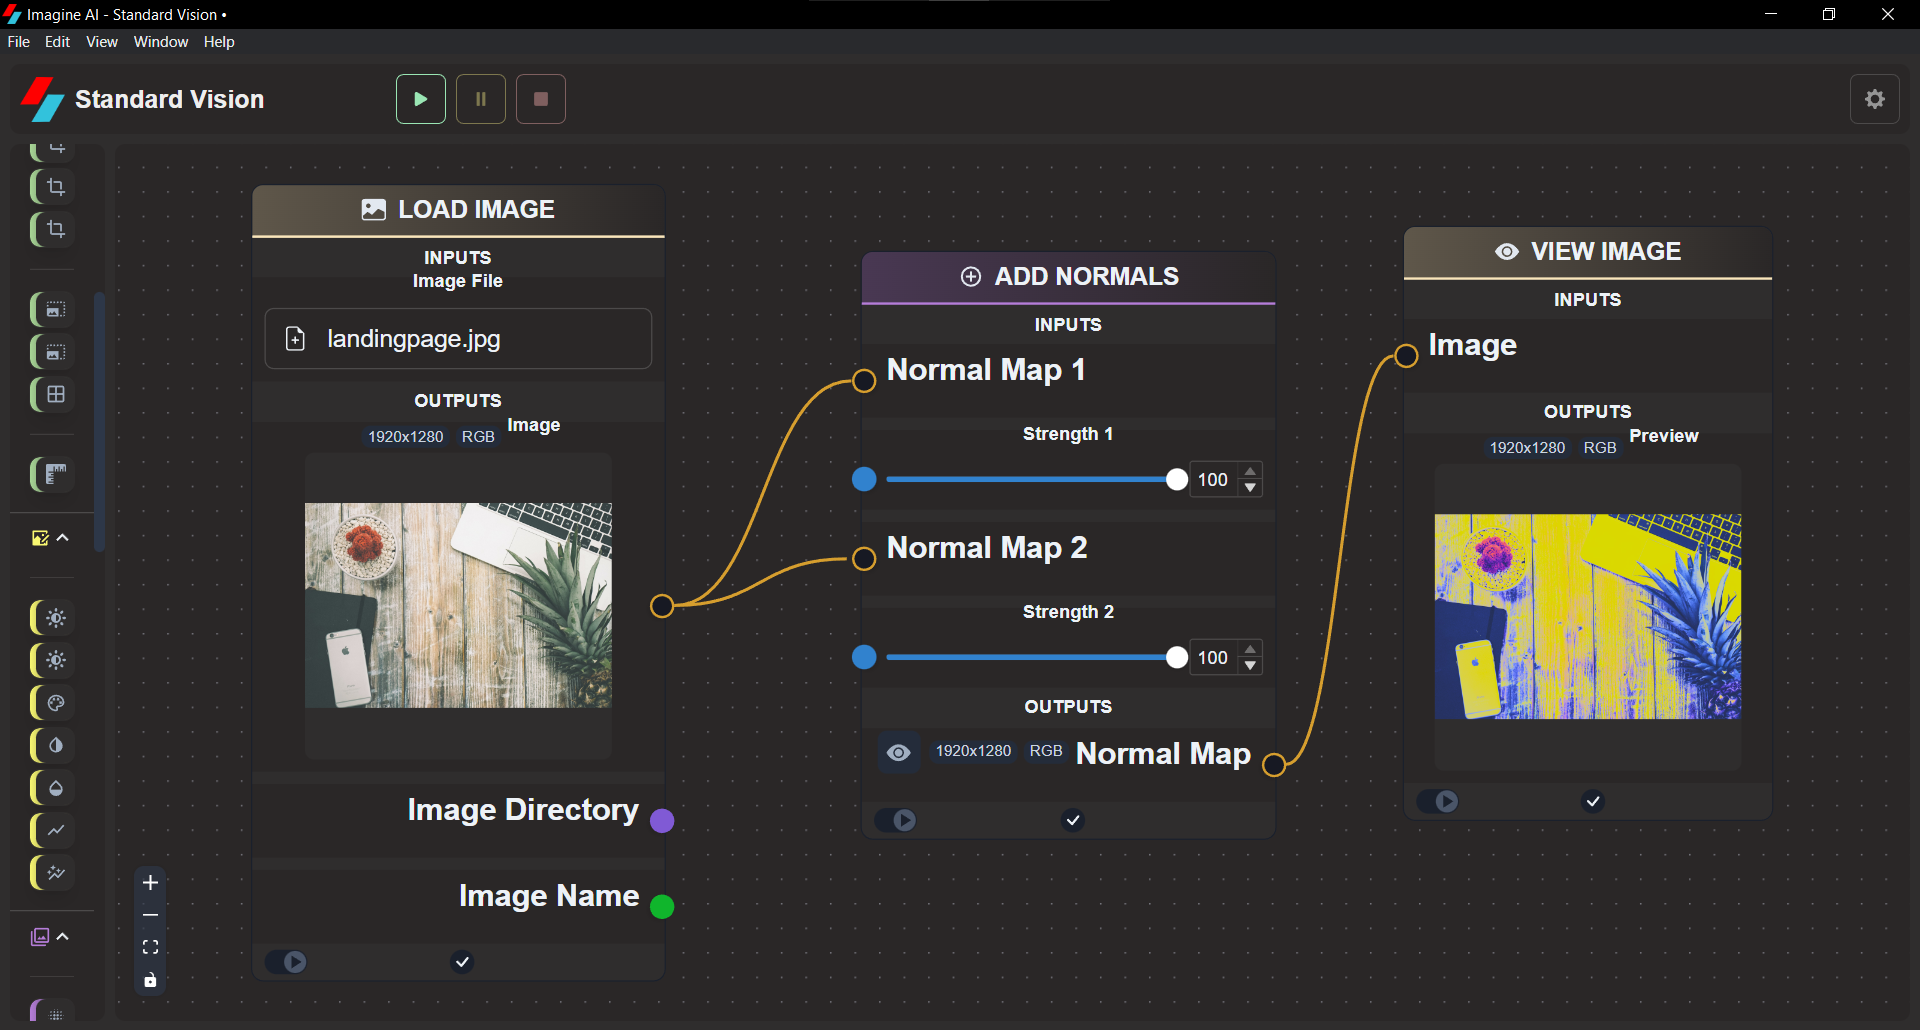 Imagine AI - Standard Vision •
File Edit View Window Help
Standard Vision
LOAD IMAGE
INPUTS
Image File
landingpage.jpg
OUTPUTS
1920x1280 RGB Image
Image Directory
Image Name
ADD NORMALS
INPUTS
Normal Map 1
Strength 1
100
Normal Map 2
Strength 2
100
OUTPUTS
1920x1280 RGB Normal Map
VIEW IMAGE
INPUTS
Image
OUTPUTS
1920x1280 RGB Preview